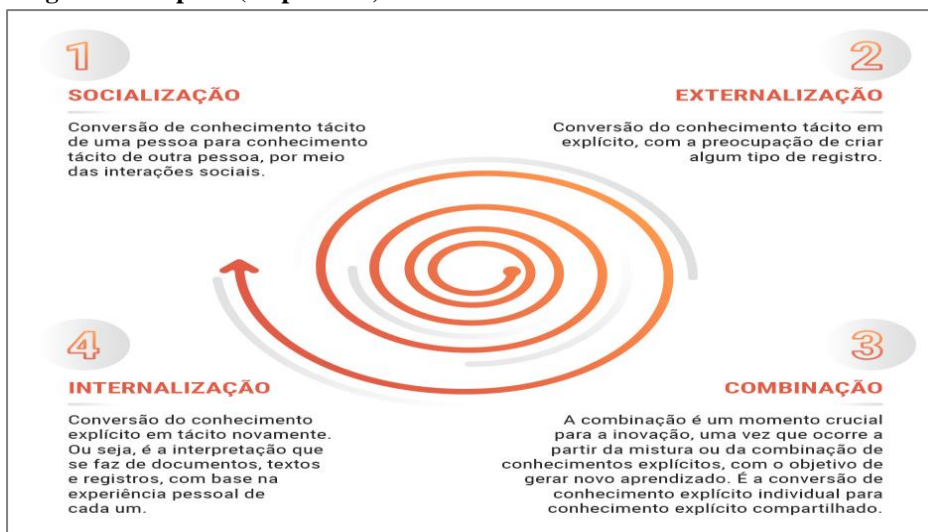 1
SOCIALIZAÇÃO
Conversão de conhecimento tácito
de uma pessoa para conhecimento
tácito de outra pessoa, por meio
das interações sociais.
2
EXTERNALIZAÇÃO
Conversão do conhecimento tácito em
explícito, com a preocupação de criar
algum tipo de registro.
3
COMBINAÇÃO
A combinação é um momento crucial
para a inovação, uma vez que ocorre a
partir da mistura ou da combinação de
conhecimentos explícitos, com o objetivo de
gerar novo aprendizado. É a conversão de
conhecimento explícito individual para
conhecimento explícito compartilhado.
4
INTERNALIZAÇÃO
Conversão do conhecimento
explícito em tácito novamente.
Ou seja, é a interpretação que
se faz de documentos, textos
e registros, com base na
experiência pessoal de
cada um.